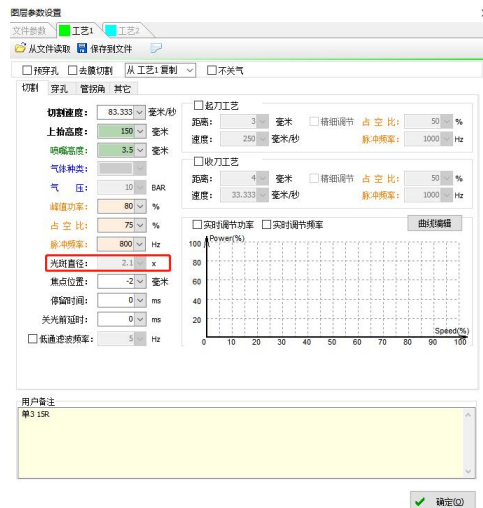 图层参数设置
文件参数 工艺1 工艺2
从文件读取 保存到文件
预穿孔 去膜切割 从 工艺1 复制 不关气
切割 穿孔 管拐角 其它
切割速度： 83.333 毫米/秒
上抬高度： 150 毫米
喷嘴高度： 3.5 毫米
气体种类：
气 压： 10 BAR
峰值功率： 80 %
占 空 比： 75 %
脉冲频率： 800 Hz
光斑直径： 2.1 x
焦点位置： -2 毫米
停留时间： 0 ms
关光前延时： 0 ms
低通滤波频率： 5 Hz
起刀工艺
距离： 3 毫米 精细调节 占 空 比： 50 %
速度： 250 毫米/秒 脉冲频率： 1000 Hz
收刀工艺
距离： 4 毫米 精细调节 占 空 比： 50 %
速度： 33.333 毫米/秒 脉冲频率： 1000 Hz
实时调节功率 实时调节频率 曲线编辑
Power(%)
100
80
60
40
20
Speed(%)
0 10 20 30 40 50 60 70 80 90 100
用户备注
单3 15R
确定(O)